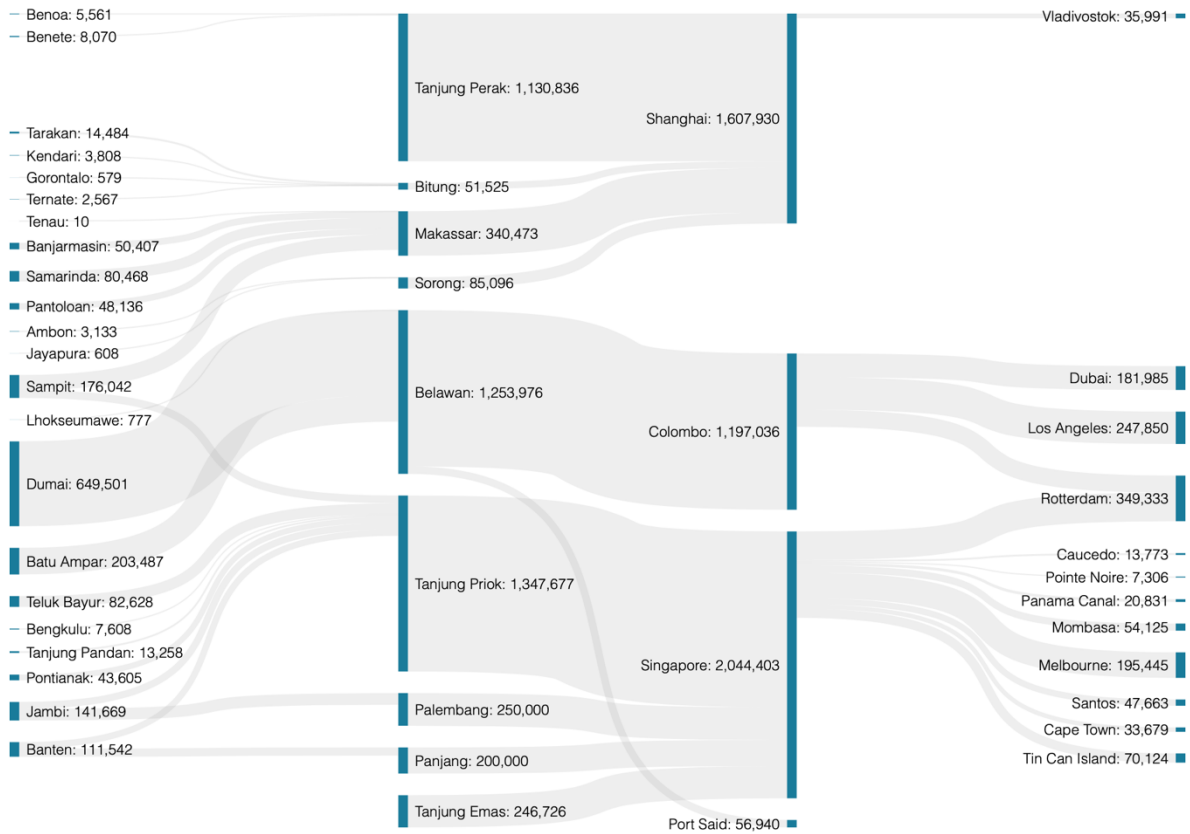 Benoa: 5,561
Benete: 8,070
Tarakan: 14,484
Kendari: 3,808
Gorontalo: 579
Ternate: 2,567
Tenau: 10
Banjarmasin: 50,407
Samarinda: 80,468
Pantoloan: 48,136
Ambon: 3,133
Jayapura: 608
Sampit: 176,042
Lhokseumawe: 777
Dumai: 649,501
Batu Ampar: 203,487
Teluk Bayur: 82,628
Bengkulu: 7,608
Tanjung Pandan: 13,258
Pontianak: 43,605
Jambi: 141,669
Banten: 111,542
Tanjung Perak: 1,130,836
Bitung: 51,525
Makassar: 340,473
Sorong: 85,096
Belawan: 1,253,976
Tanjung Priok: 1,347,677
Palembang: 250,000
Panjang: 200,000
Tanjung Emas: 246,726
Shanghai: 1,607,930
Colombo: 1,197,036
Singapore: 2,044,403
Port Said: 56,940
Vladivostok: 35,991
Dubai: 181,985
Los Angeles: 247,850
Rotterdam: 349,333
Caucedo: 13,773
Pointe Noire: 7,306
Panama Canal: 20,831
Mombasa: 54,125
Melbourne: 195,445
Santos: 47,663
Cape Town: 33,679
Tin Can Island: 70,124